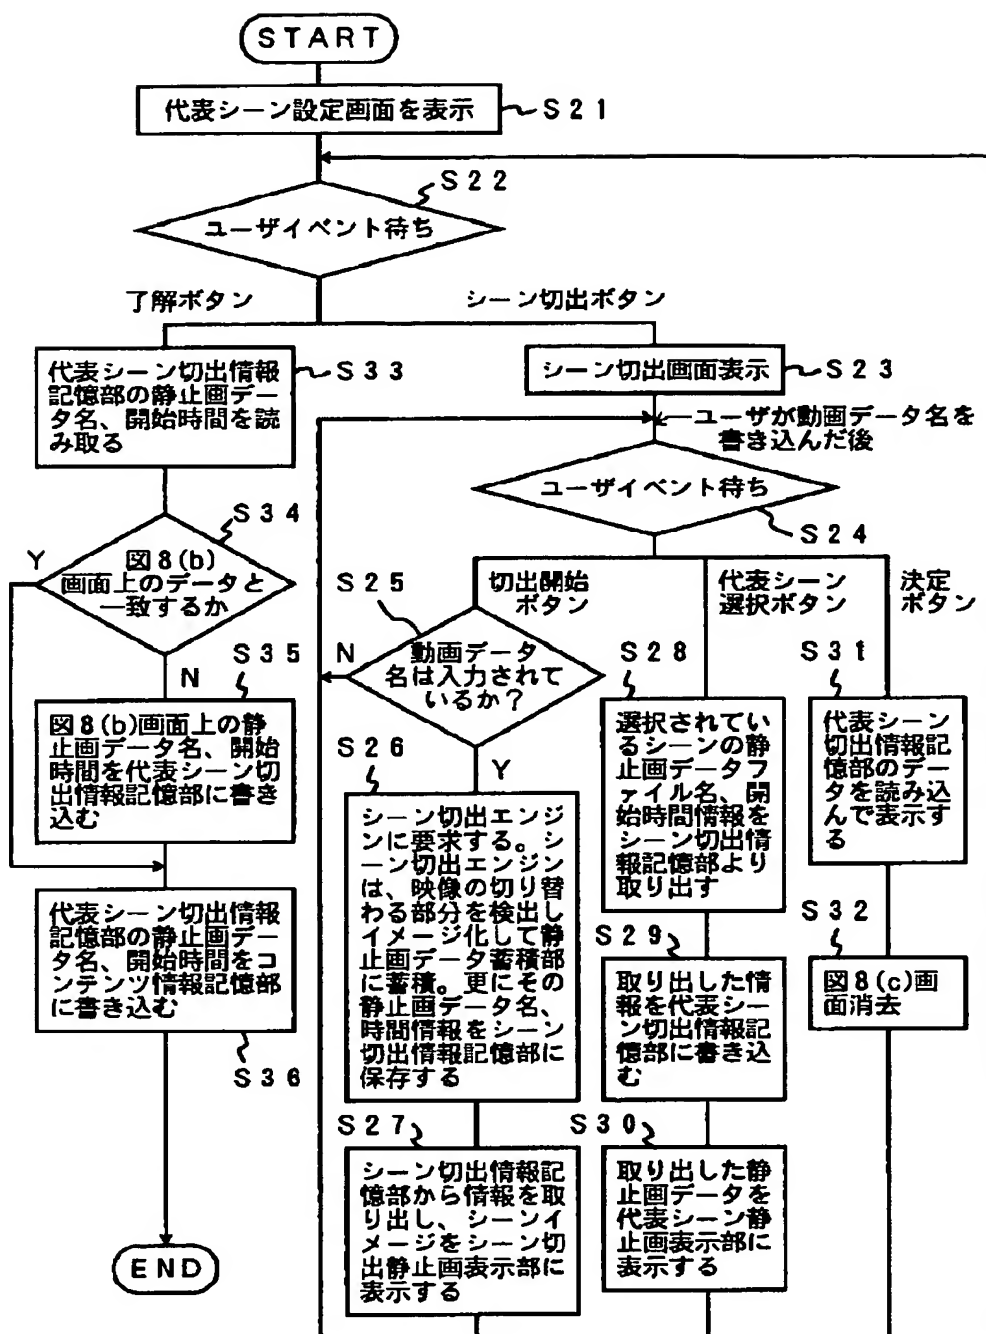 START
代表シーン設定画面を表示
S21
S22
ユーザイベント待ち
了解ボタン
シーン切出ボタン
代表シーン切出情報
記憶部の静止画デー
タ名、開始時間を読
み取る
S33
シーン切出画面表示
S23
ユーザが動画データ名を
書き込んだ後
ユーザイベント待ち
S24
S34
Y
図8(b)
画面上のデータと
一致するか
N
S35
図8(b)画面上の静
止画データ名、開始
時間を代表シーン切
出情報記憶部に書き
込む
代表シーン切出情報
記憶部の静止画デー
タ名、開始時間をコ
ンテンツ情報記憶部
に書き込む
S36
END
S25
切出開始
ボタン
N
動画データ
名は入力されて
いるか？
Y
S26
シーン切出エンジ
ンに要求する。シ
ーン切出エンジン
は、映像の切り替
わる部分を検出し
イメージ化して静
止画データ蓄積部
に蓄積。更にその
静止画データ名、
時間情報をシーン
切出情報記憶部に
保存する
S27
シーン切出情報記
憶部から情報を取
り出し、シーンイ
メージをシーン切
出静止画表示部に
表示する
代表シーン
選択ボタン
S28
選択されてい
るシーンの静
止画データフ
ァイル名、開
始時間情報を
シーン切出情
報記憶部より
取り出す
S29
取り出した情
報を代表シー
ン切出情報記
憶部に書き込
む
S30
取り出した静
止画データを
代表シーン静
止画表示部に
表示する
決定
ボタン
S31
代表シーン
切出情報記
憶部のデー
タを読み込
んで表示す
る
S32
図8(c)画
面消去